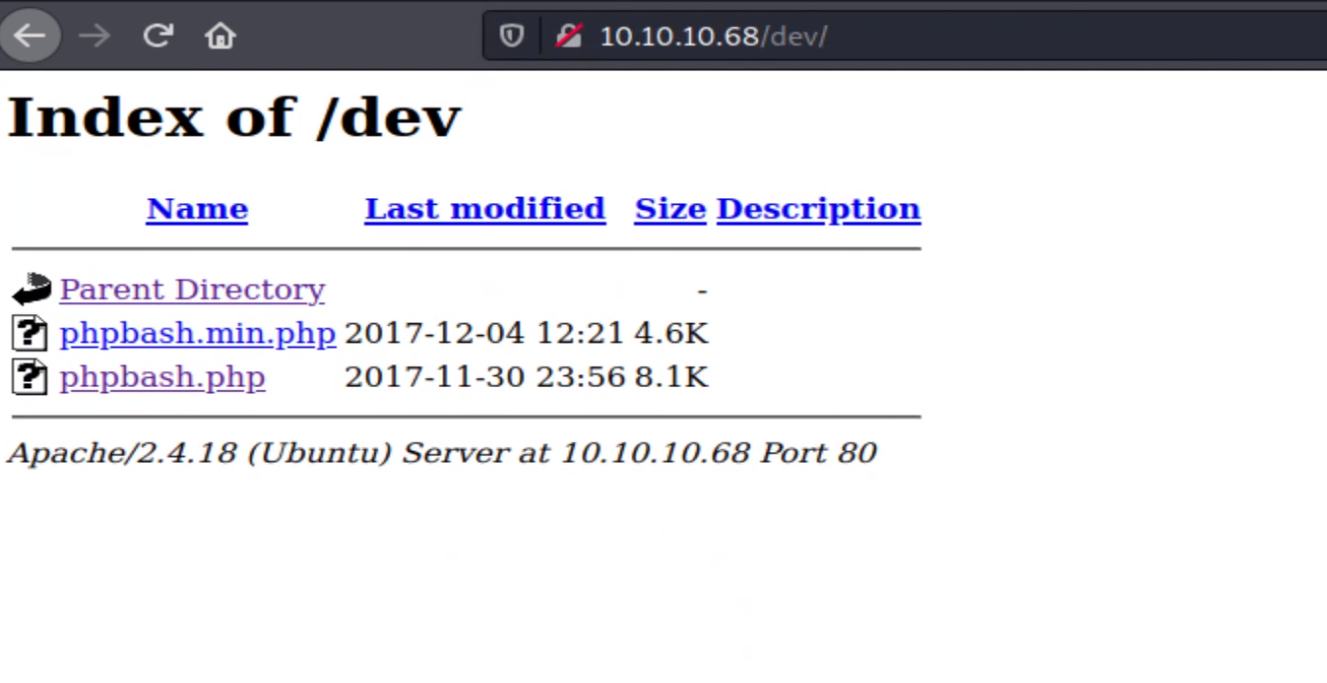 10.10.10.68/dev/
Index of /dev
Name Last modified Size Description
Parent Directory -
phpbash.min.php 2017-12-04 12:21 4.6K
phpbash.php 2017-11-30 23:56 8.1K
Apache/2.4.18 (Ubuntu) Server at 10.10.10.68 Port 80